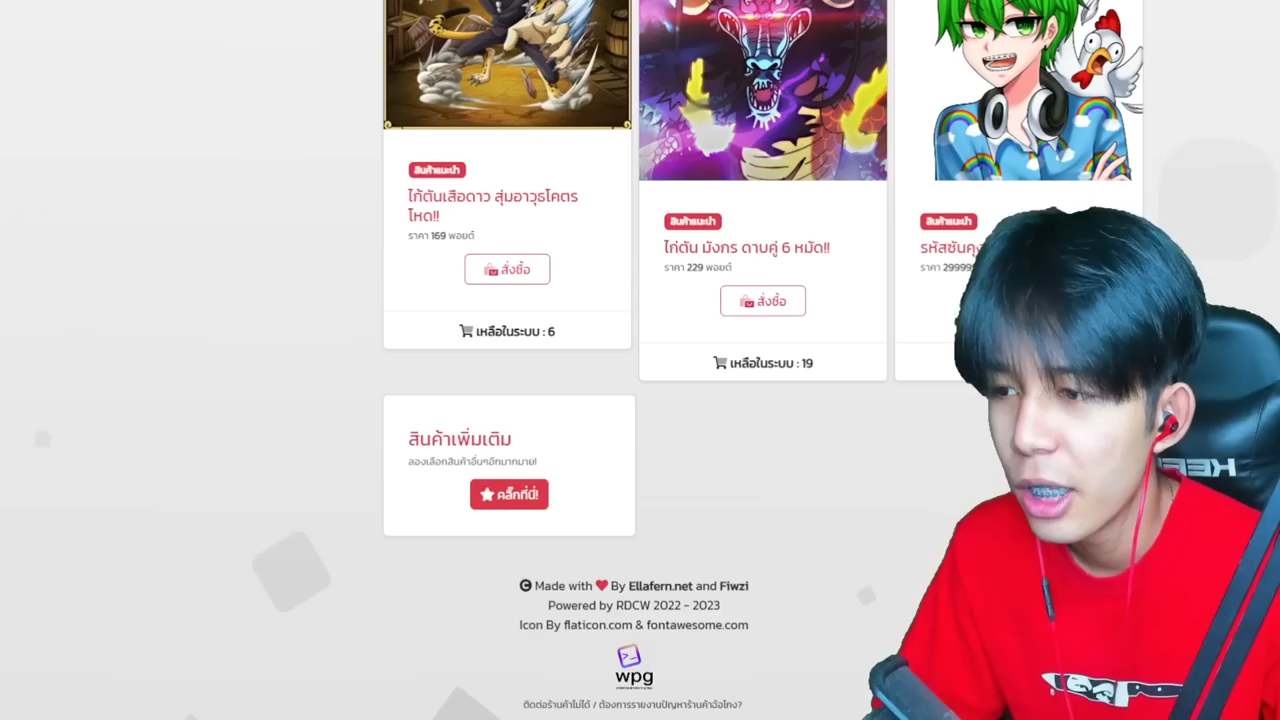 สินค้าแนะนำ
ไก้ตันเสือดาว สุ่มอาวุธโคตร
โหด!!
ราคา 169 พอยต์
สั่งซื้อ
เหลือในระบบ : 6
สินค้าแนะนำ
ไก่ตัน มังกร ดาบคู่ 6 หมัด!!
ราคา 229 พอยต์
สั่งซื้อ
เหลือในระบบ : 19
สินค้าแนะนำ
ราคา
สินค้าเพิ่มเติม
ลองเลือกสินค้าอื่นๆอีกมากมาย!
คลิ๊กที่นี่!
Made with By Ellafern.net and Fiwzi
Powered by RDCW 2022 - 2023
Icon By flaticon.com & fontawesome.com
wpg
ติดต่อร้านค้าไม่ได้ / ต้องการรายงานปัญหาร้านค้าฉ้อโกง?